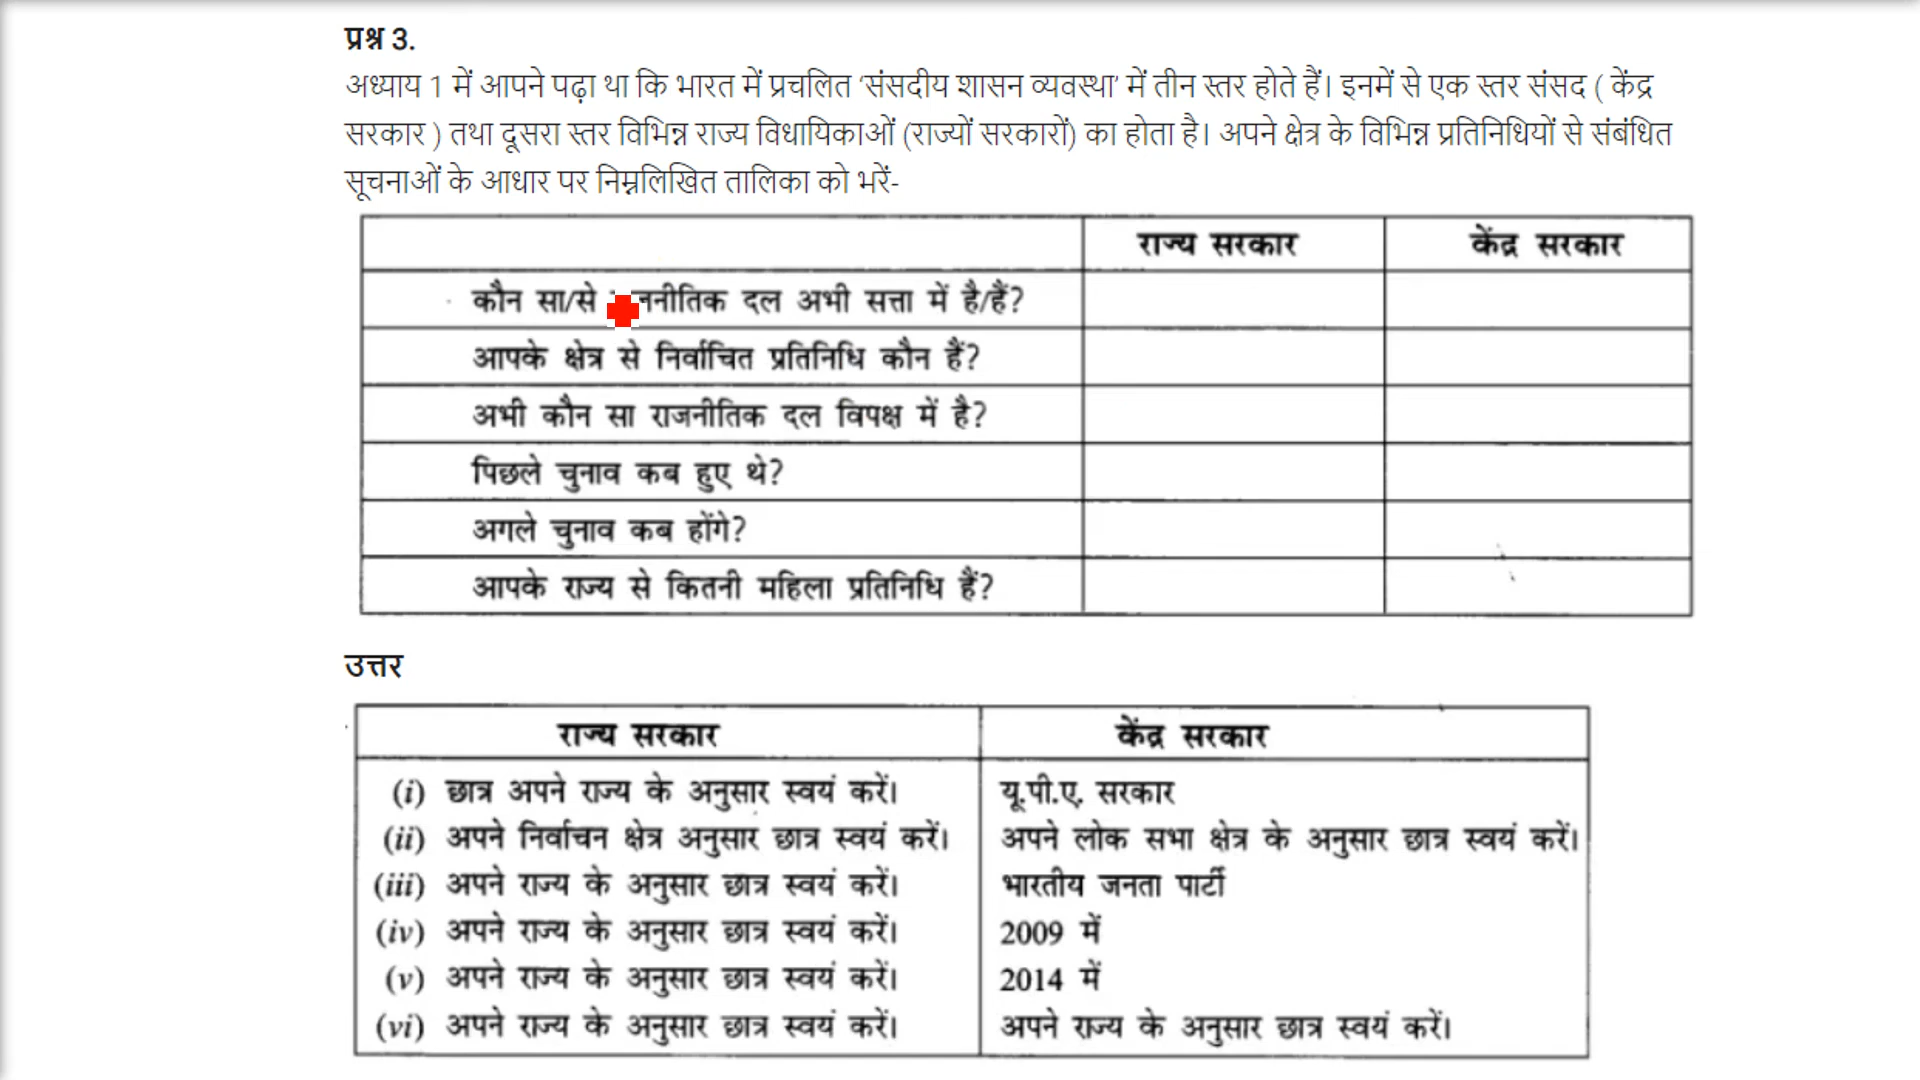 प्रश्न 3.
अध्याय 1 में आपने पढ़ा था कि भारत में प्रचलित ‘संसदीय शासन व्यवस्था’ में तीन स्तर होते हैं। इनमें से एक स्तर संसद ( केंद्र
सरकार ) तथा दूसरा स्तर विभिन्न राज्य विधायिकाओं (राज्यों सरकारों) का होता है। अपने क्षेत्र के विभिन्न प्रतिनिधियों से संबंधित
सूचनाओं के आधार पर निम्नलिखित तालिका को भरें-
राज्य सरकार केंद्र सरकार
कौन सा/से दल अभी सत्ता में है/हैं?
आपके क्षेत्र से निर्वाचित प्रतिनिधि कौन हैं?
अभी कौन सा राजनीतिक दल विपक्ष में है?
पिछले चुनाव कब हुए थे?
अगले चुनाव कब होंगे?
आपके राज्य से कितनी महिला प्रतिनिधि हैं?
उत्तर
राज्य सरकार केंद्र सरकार
(i) छात्र अपने राज्य के अनुसार स्वयं करें। यू.पी.ए. सरकार
(ii) अपने निर्वाचन क्षेत्र अनुसार छात्र स्वयं करें। अपने लोक सभा क्षेत्र के अनुसार छात्र स्वयं करें।
(iii) अपने राज्य के अनुसार छात्र स्वयं करें। भारतीय जनता पार्टी
(iv) अपने राज्य के अनुसार छात्र स्वयं करें। 2009 में
(v) अपने राज्य के अनुसार छात्र स्वयं करें। 2014 में
(vi) अपने राज्य के अनुसार छात्र स्वयं करें। अपने राज्य के अनुसार छात्र स्वयं करें।